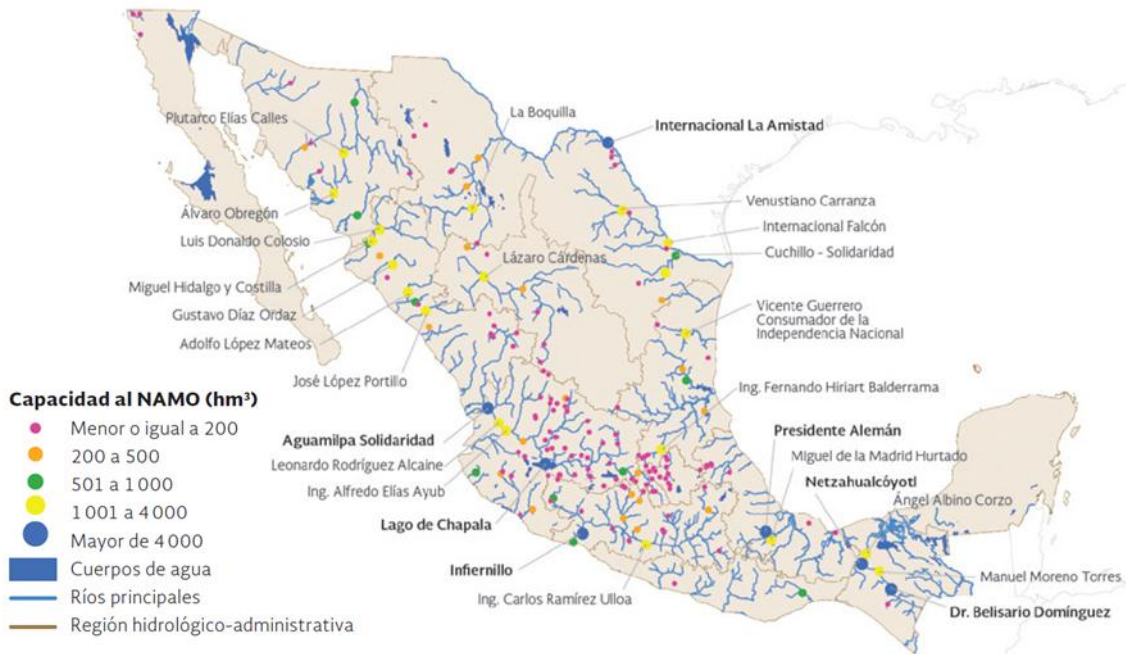 La Boquilla
Plutarco Elías Calles
Internacional La Amistad
Venustiano Carranza
Álvaro Obregón
Internacional Falcón
Luis Donaldo Colosio
Cuchillo - Solidaridad
Lázaro Cárdenas
Miguel Hidalgo y Costilla
Vicente Guerrero
Consumador de la
Independencia Nacional
Gustavo Díaz Ordaz
Adolfo López Mateos
José López Portillo
Ing. Fernando Hiriart Balderrama
Capacidad al NAMO (hm³)
Menor o igual a 200
200 a 500
501 a 1 000
1 001 a 4 000
Mayor de 4 000
Cuerpos de agua
Ríos principales
Región hidrológico-administrativa
Aguamilpa Solidaridad
Leonardo Rodríguez Alcaine
Ing. Alfredo Elías Ayub
Lago de Chapala
Infiernillo
Ing. Carlos Ramírez Ulloa
Presidente Alemán
Miguel de la Madrid Hurtado
Netzahualcóyotl
Ángel Albino Corzo
Manuel Moreno Torres
Dr. Belisario Domínguez